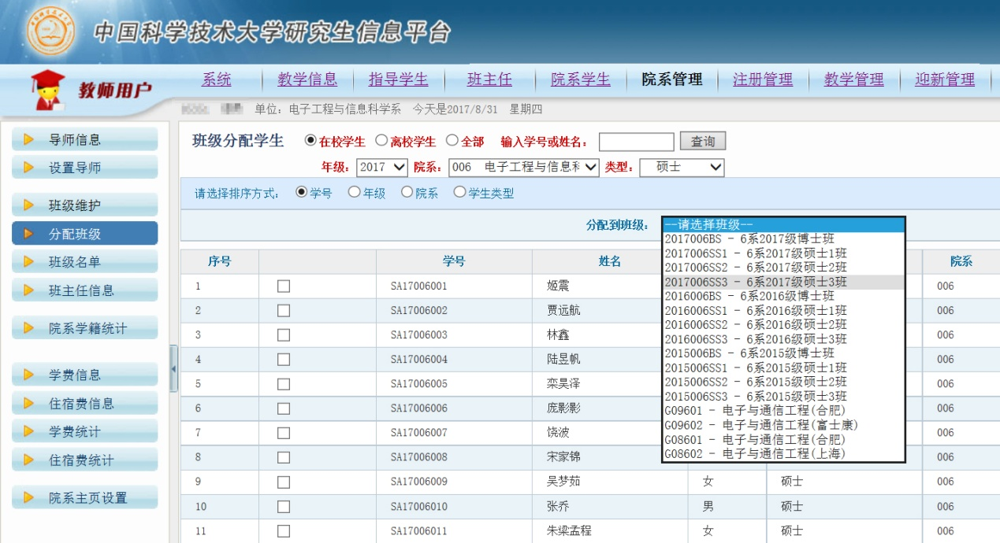 中国科学技术大学研究生信息平台
教师用户
系统 教学信息 指导学生 班主任 院系学生 院系管理 注册管理 教学管理 迎新管理
单位：电子工程与信息科学系 今天是2017/8/31 星期四
导师信息
设置导师
班级维护
分配班级
班级名单
班主任信息
院系学籍统计
学费信息
住宿费信息
学费统计
住宿费统计
院系主页设置
班级分配学生 在校学生 离校学生 全部 输入学号或姓名： 查询
年级： 2017 院系： 006 电子工程与信息科 类型： 硕士
请选择排序方式： 学号 年级 院系 学生类型
分配到班级：
--请选择班级--
2017006BS - 6系2017级博士班
2017006SS1 - 6系2017级硕士1班
2017006SS2 - 6系2017级硕士2班
2017006SS3 - 6系2017级硕士3班
2016006BS - 6系2016级博士班
2016006SS1 - 6系2016级硕士1班
2016006SS2 - 6系2016级硕士2班
2016006SS3 - 6系2016级硕士3班
2015006BS - 6系2015级博士班
2015006SS1 - 6系2015级硕士1班
2015006SS2 - 6系2015级硕士2班
2015006SS3 - 6系2015级硕士3班
G09601 - 电子与通信工程(合肥)
G09602 - 电子与通信工程(富士康)
G08601 - 电子与通信工程(合肥)
G08602 - 电子与通信工程(上海)
序号 学号 姓名 院系
1 SA17006001 姬震 006
2 SA17006002 贾远航 006
3 SA17006003 林鑫 006
4 SA17006004 陆昱帆 006
5 SA17006005 栾昊泽 006
6 SA17006006 庞影影 006
7 SA17006007 饶波 006
8 SA17006008 宋家锦 006
9 SA17006009 吴梦茹 女 硕士 006
10 SA17006010 张乔 男 硕士 006
11 SA17006011 朱梁孟程 女 硕士 006